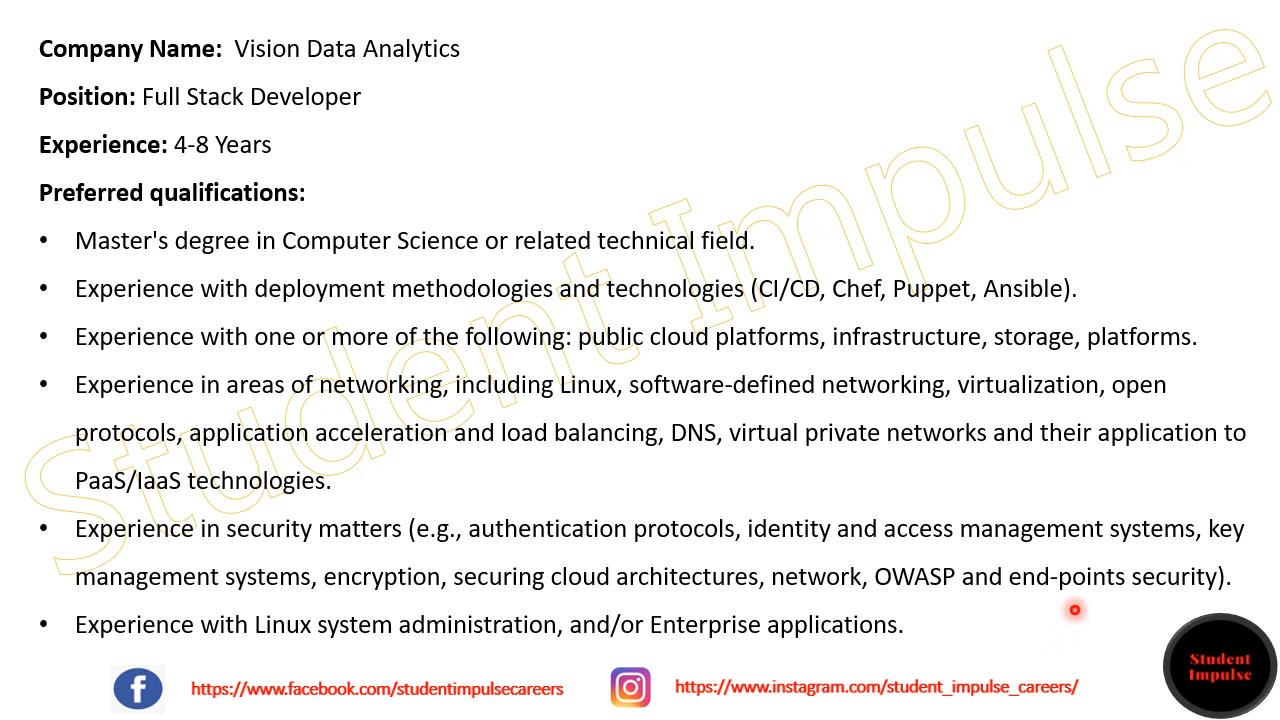 Company Name: Vision Data Analytics
Position: Full Stack Developer
Experience: 4-8 Years
Preferred qualifications:
• Master's degree in Computer Science or related technical field.
• Experience with deployment methodologies and technologies (CI/CD, Chef, Puppet, Ansible).
• Experience with one or more of the following: public cloud platforms, infrastructure, storage, platforms.
• Experience in areas of networking, including Linux, software-defined networking, virtualization, open
protocols, application acceleration and load balancing, DNS, virtual private networks and their application to
PaaS/IaaS technologies.
• Experience in security matters (e.g., authentication protocols, identity and access management systems, key
management systems, encryption, securing cloud architectures, network, OWASP and end-points security).
• Experience with Linux system administration, and/or Enterprise applications.
https://www.facebook.com/studentimpulsecareers
https://www.instagram.com/student_impulse_careers/
Student
Impulse
Student Impulse